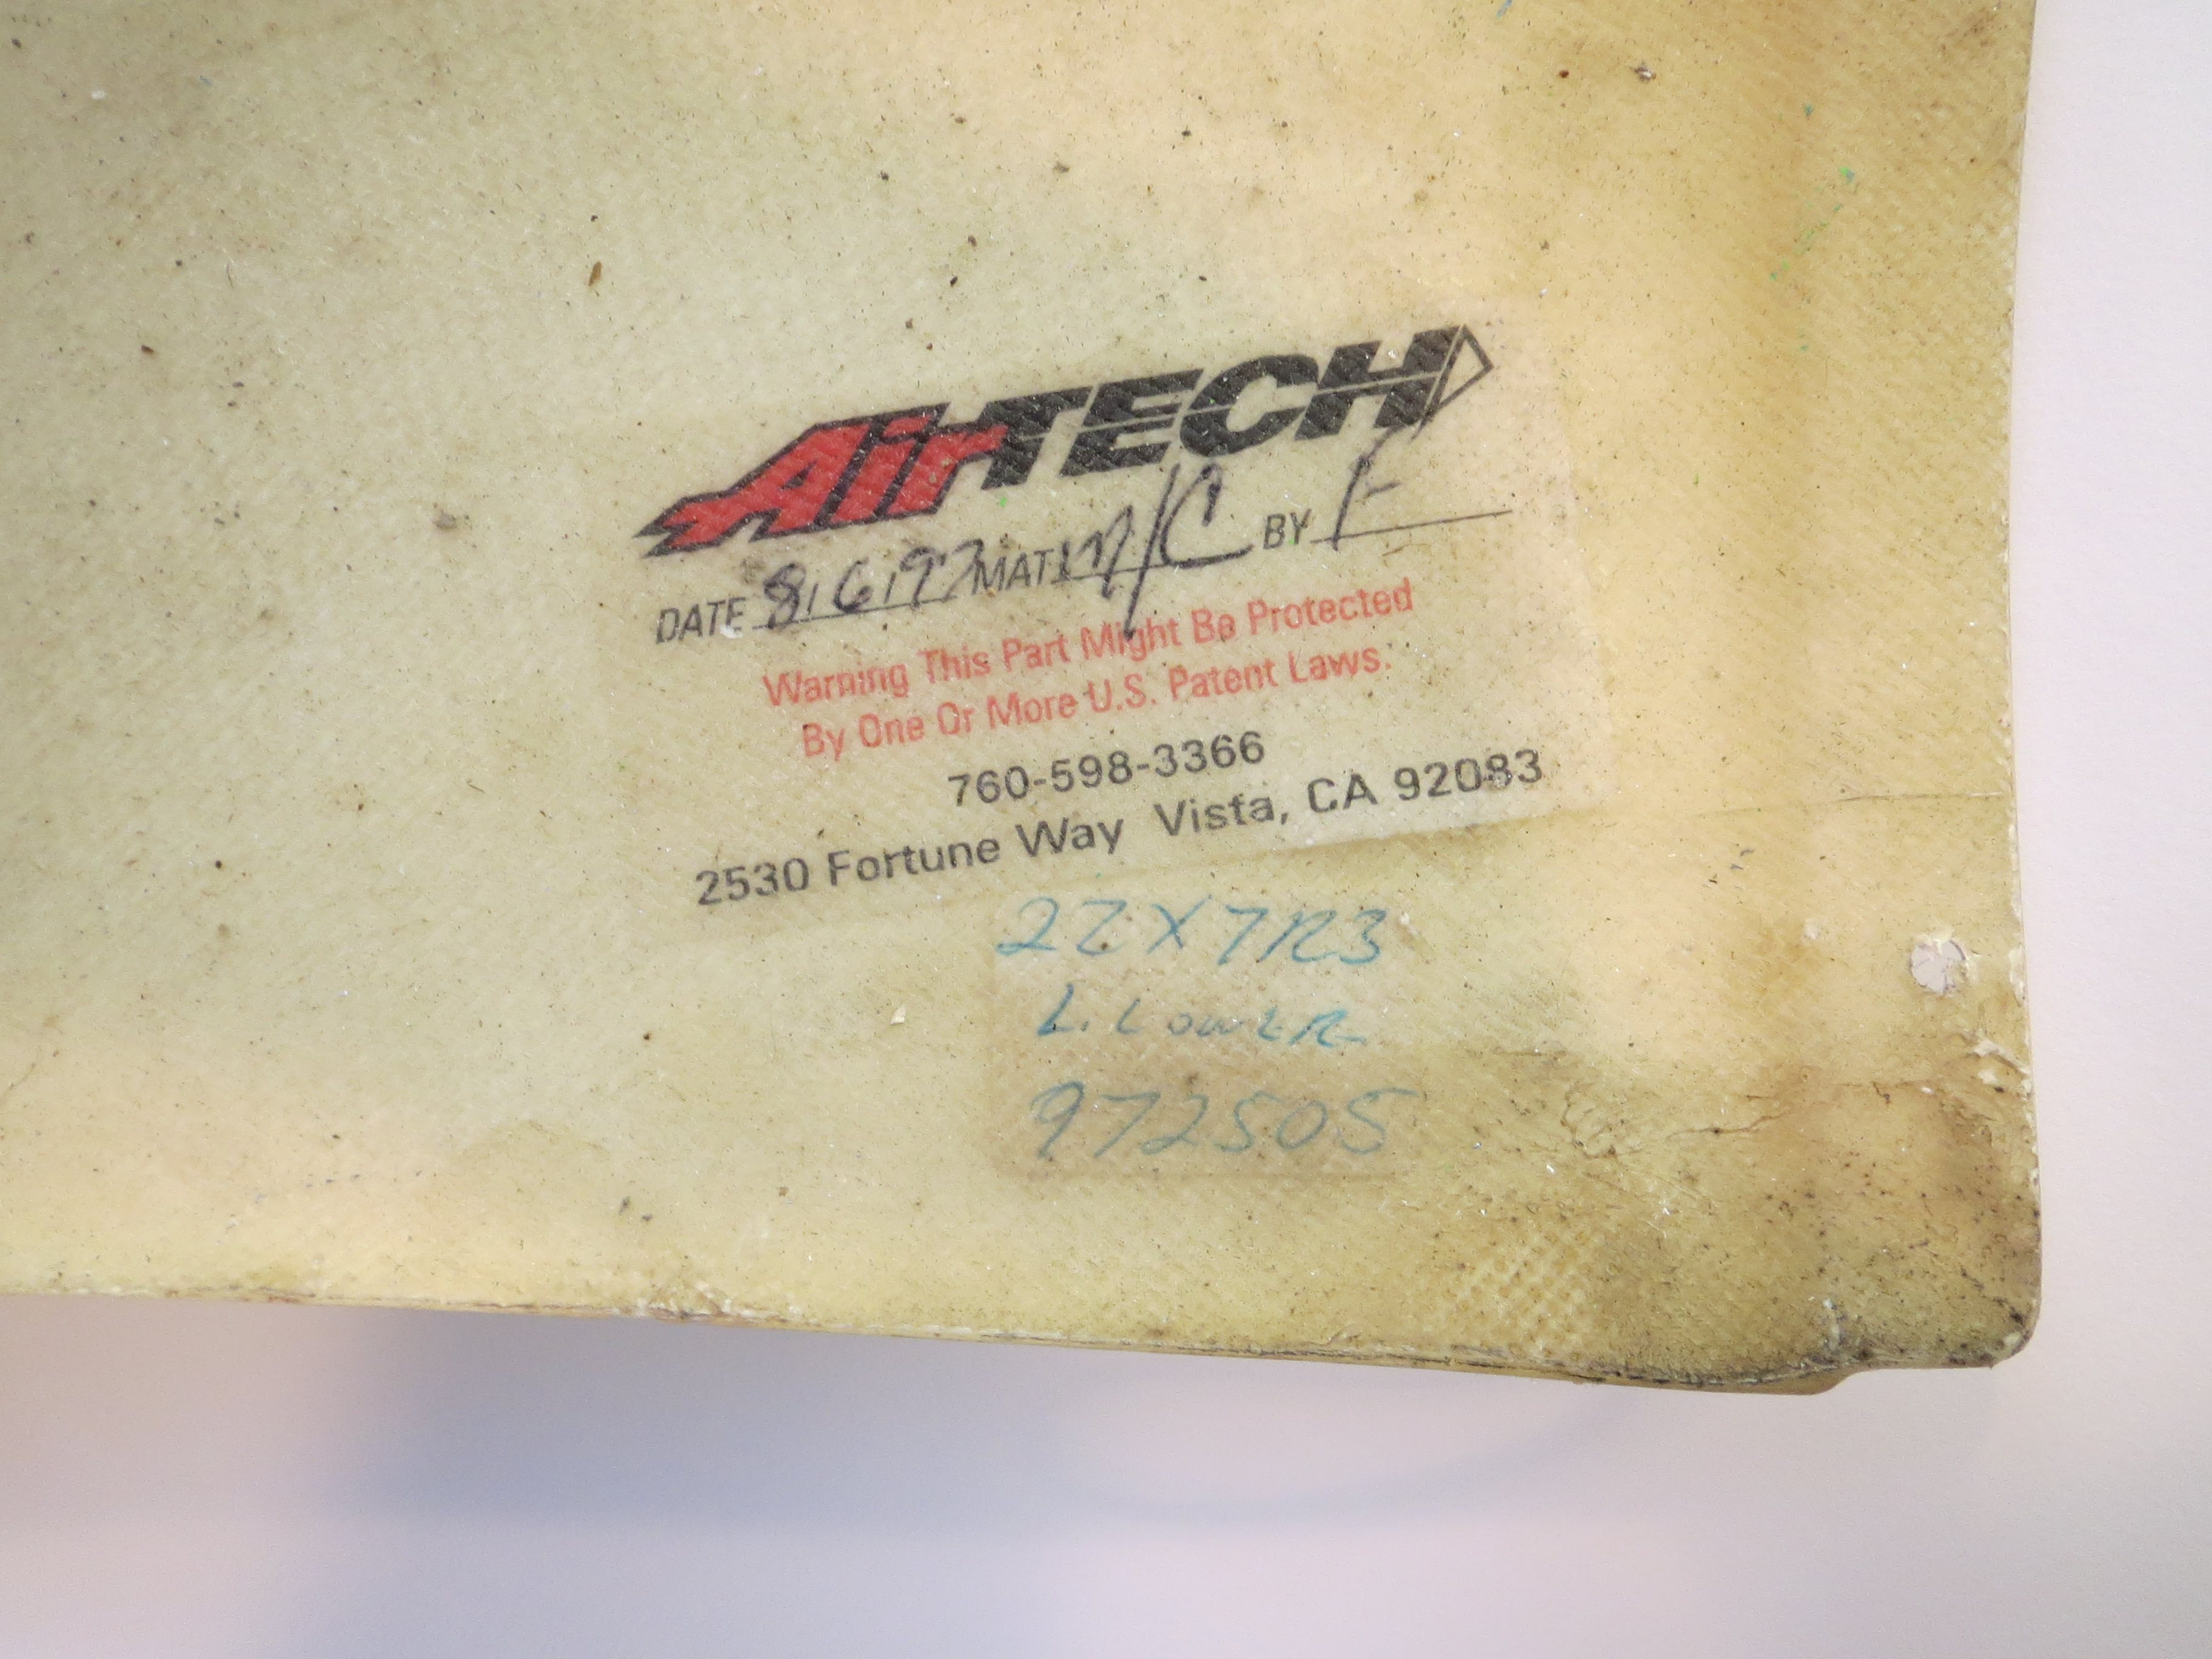 AirTECH
DATE 8/6/97 MAT. M/C BY F
Warning This Part Might Be Protected
By One Or More U.S. Patent Laws.
760-598-3366
2530 Fortune Way Vista, CA 92083
2ZX7R3
L. LOWER
972505